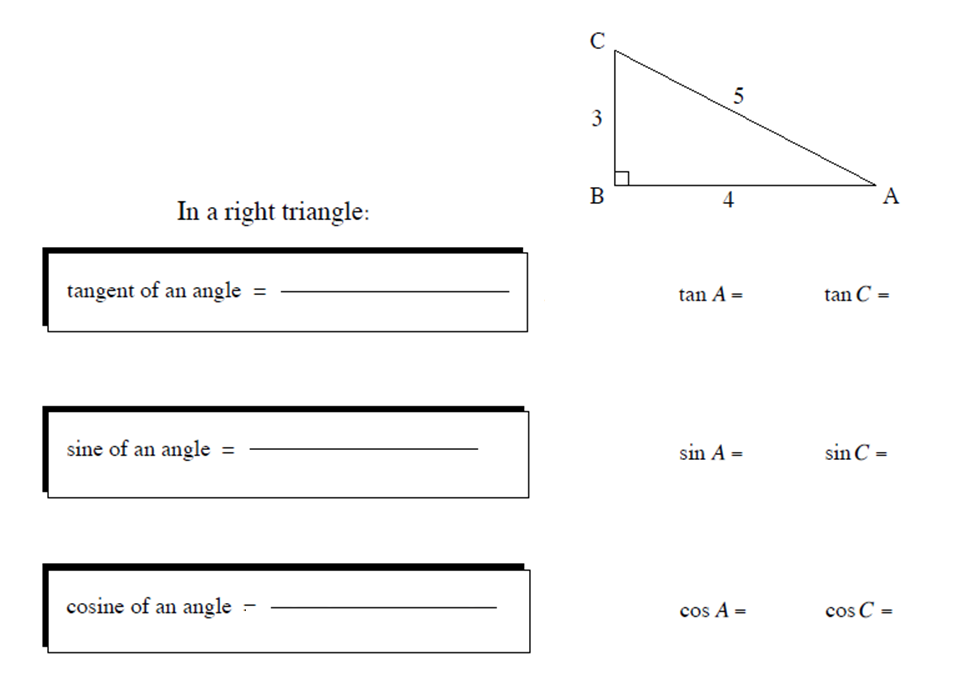 C
5
3
B
4
A
In a right triangle:
tangent of an angle =
tan A =
tan C =
sine of an angle =
sin A =
sin C =
cosine of an angle =
cos A =
cos C =